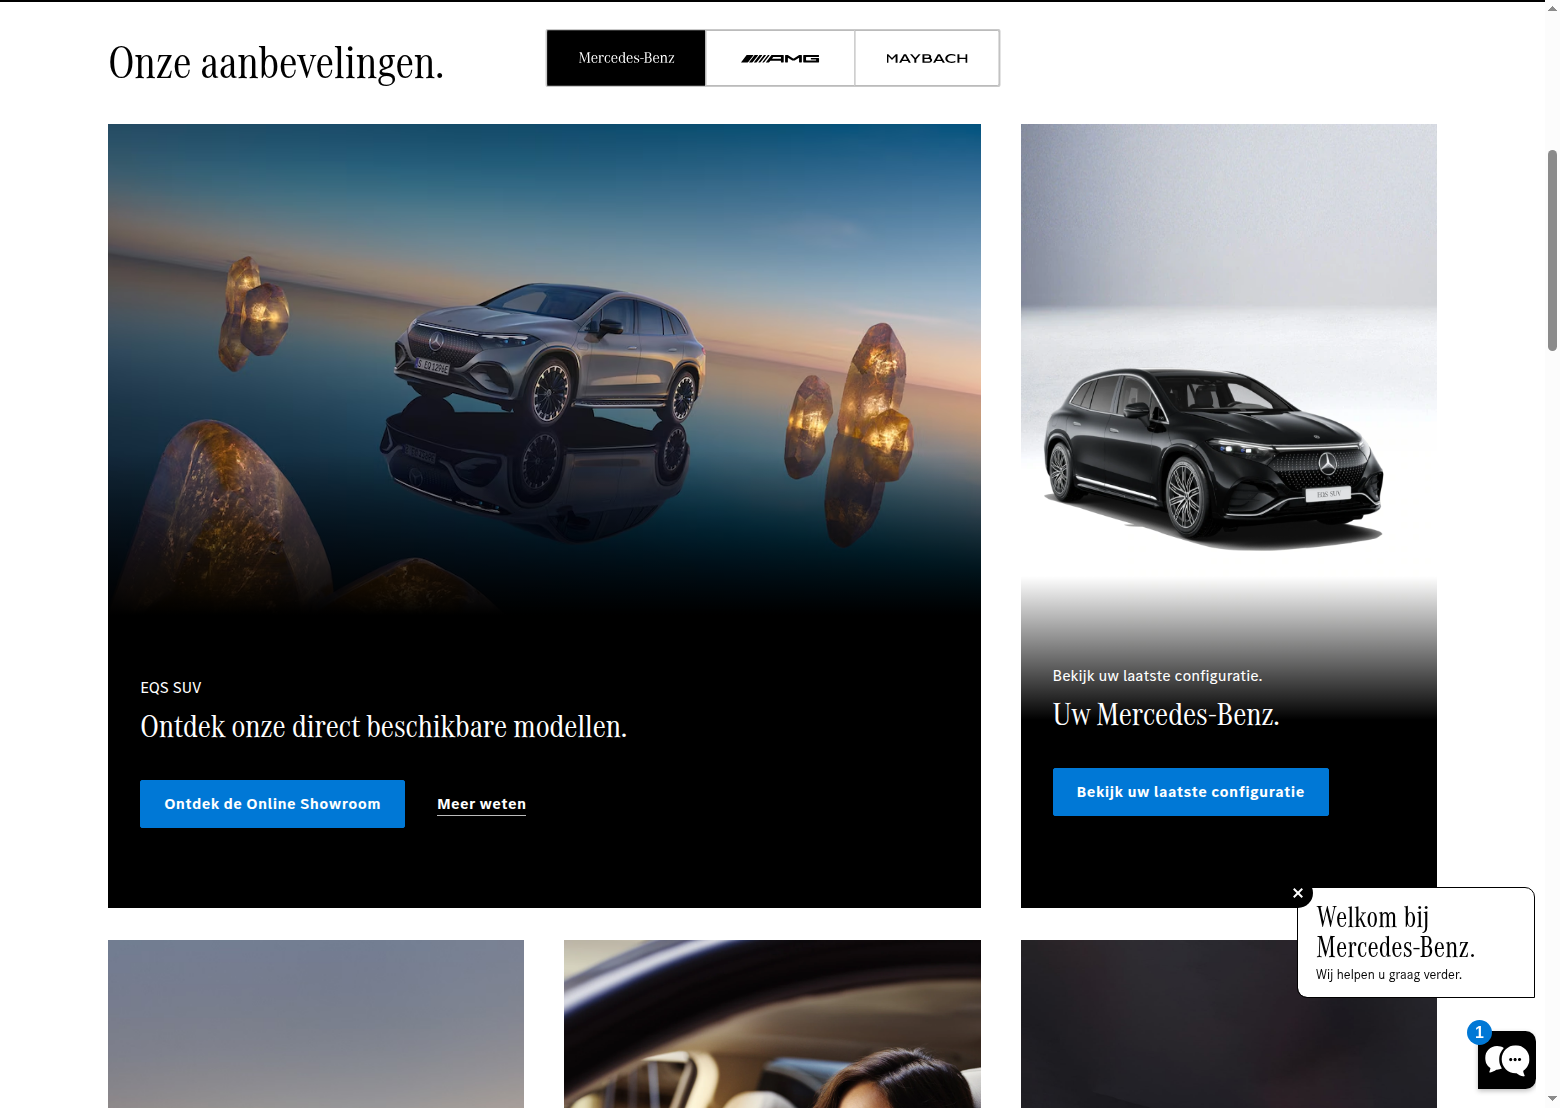 Onze aanbevelingen.
Mercedes-Benz
AMG
MAYBACH
EQS SUV
Ontdek onze direct beschikbare modellen.
Ontdek de Online Showroom
Meer weten
EQS SUV
Bekijk uw laatste configuratie.
Uw Mercedes-Benz.
Bekijk uw laatste configuratie
Welkom bij
Mercedes-Benz.
Wij helpen u graag verder.
1